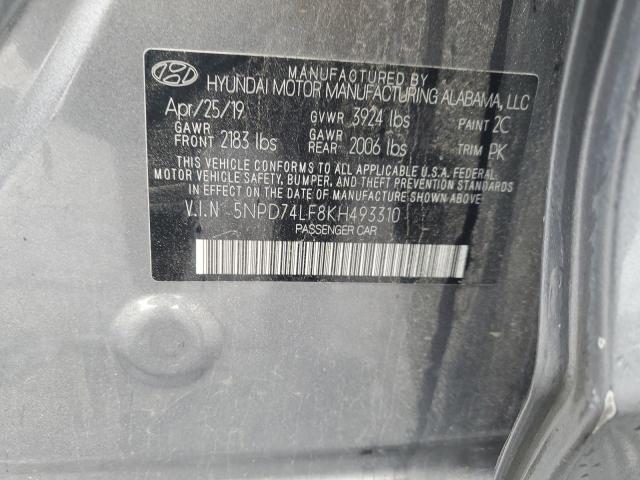 MANUFACTURED BY
HYUNDAI MOTOR MANUFACTURING ALABAMA, LLC
Apr/25/19 GVWR 3924 lbs PAINT 2C
GAWR FRONT 2183 lbs GAWR REAR 2006 lbs TRIM PK
THIS VEHICLE CONFORMS TO ALL APPLICABLE U.S.A. FEDERAL
MOTOR VEHICLE SAFETY, BUMPER, AND THEFT PREVENTION STANDARDS
IN EFFECT ON THE DATE OF MANUFACTURE SHOWN ABOVE.
V.I.N 5NPD74LF8KH493310
PASSENGER CAR